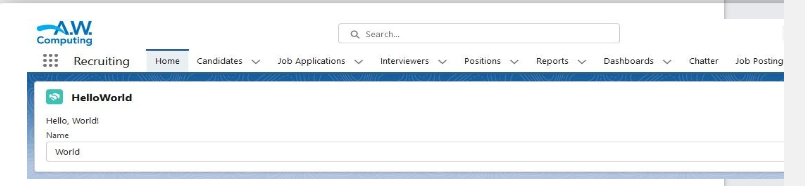 A.W.
Computing
Search...
Recruiting Home Candidates Job Applications Interviewers Positions Reports Dashboards Chatter Job Posting
HelloWorld
Hello, World!
Name
World